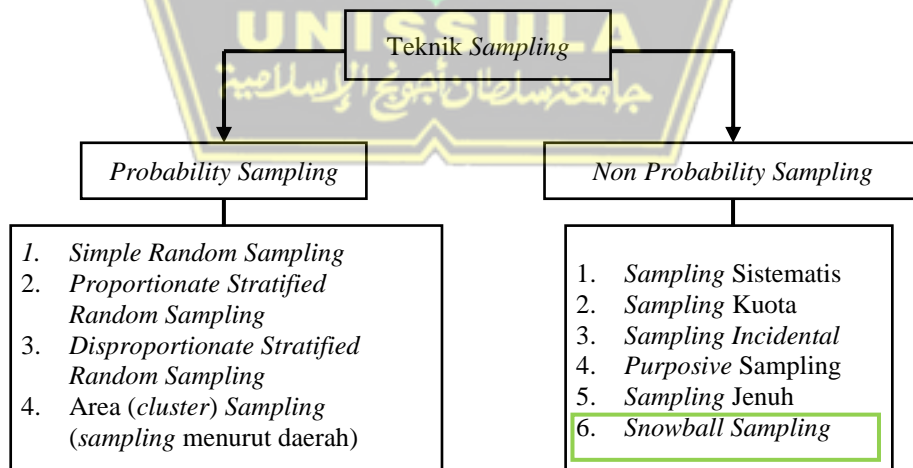 UNISSULA
جامعتنسلطان أجونج الإسلامية
Teknik Sampling
Probability Sampling
Non Probability Sampling
1. Simple Random Sampling
2. Proportionate Stratified
Random Sampling
3. Disproportionate Stratified
Random Sampling
4. Area (cluster) Sampling
(sampling menurut daerah)
1. Sampling Sistematis
2. Sampling Kuota
3. Sampling Incidental
4. Purposive Sampling
5. Sampling Jenuh
6. Snowball Sampling